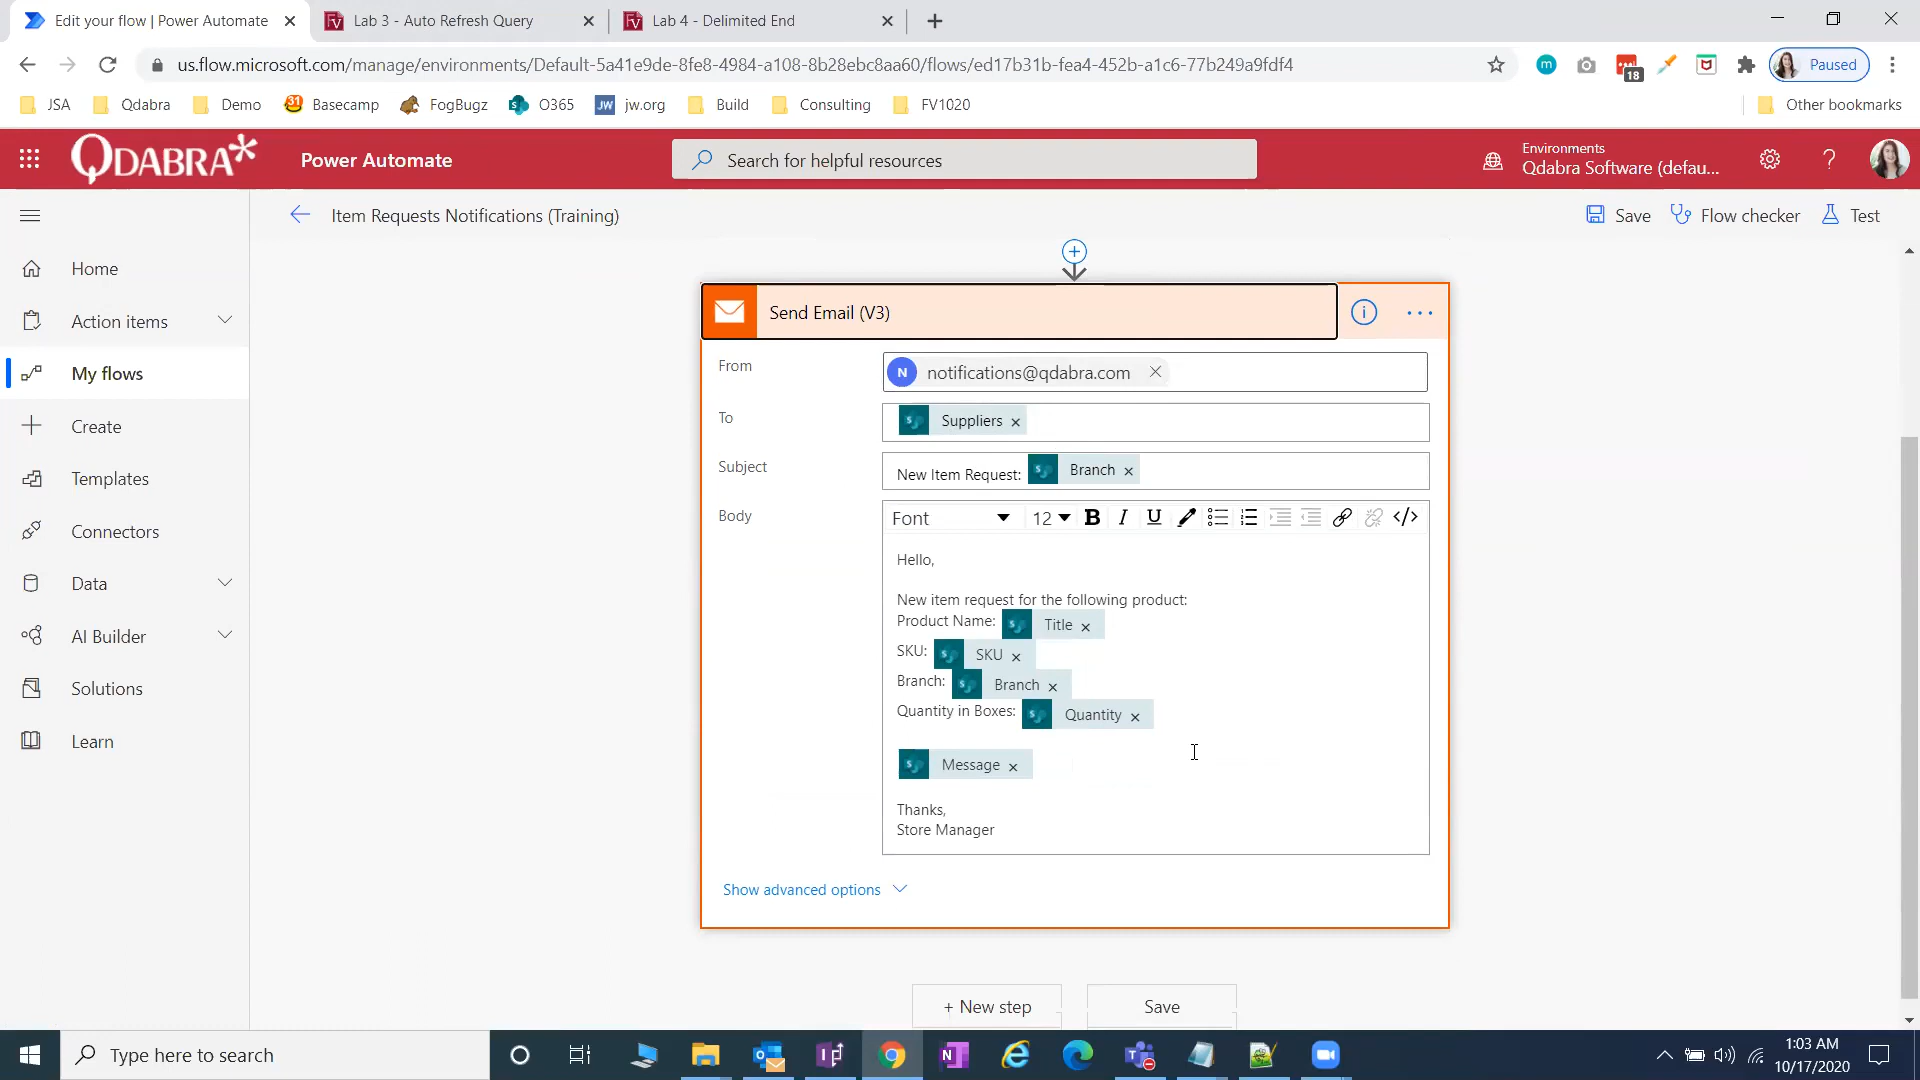 Edit your flow | Power Automate
Lab 3 - Auto Refresh Query
Lab 4 - Delimited End
us.flow.microsoft.com/manage/environments/Default-5a41e9de-8fe8-4984-a108-8b28ebc8aa60/flows/ed17b31b-fea4-452b-a1c6-77b249a9fdf4
m
18
Paused
JSA
Qdabra
Demo
31
Basecamp
FogBugz
O365
JW
jw.org
Build
Consulting
FV1020
Other bookmarks
QDABRA*
Power Automate
Search for helpful resources
Environments
Qdabra Software (defau...
?
Item Requests Notifications (Training)
Save
Flow checker
Test
Home
Action items
My flows
Create
Templates
Connectors
Data
AI Builder
Solutions
Learn
Send Email (V3)
From
N notifications@qdabra.com
To
Suppliers
Subject
New Item Request: Branch
Body
Font 12 B I U </>
Hello,
New item request for the following product:
Product Name: Title
SKU: SKU
Branch: Branch
Quantity in Boxes: Quantity
Message
Thanks,
Store Manager
Show advanced options
+ New step
Save
Type here to search
1:03 AM
10/17/2020